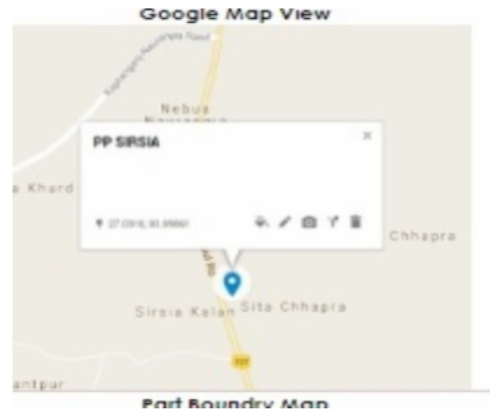 Google Map View
Nebua
PP SIRSIA
a Khard
Chhapra
Sirsia Kalan
Sita Chhapra
antpur
Part Boundry Map